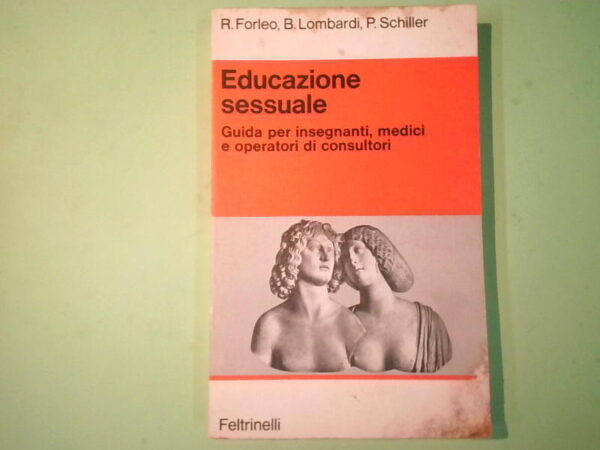 R. Forleo, B. Lombardi, P. Schiller
Educazione
sessuale
Guida per insegnanti, medici
e operatori di consultori
Feltrinelli